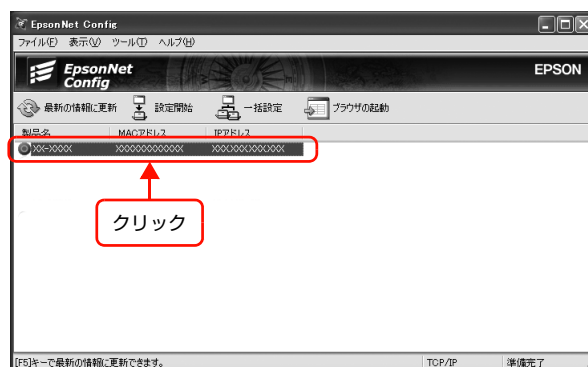 EpsonNet Config
ファイル(F) 表示(V) ツール(T) ヘルプ(H)
EpsonNet Config
EPSON
最新の情報に更新 設定開始 一括設定 ブラウザの起動
製品名 MACアドレス IPアドレス
XX-XXXX XXXXXXXXXXXX XXX.XXX.XXX.XXX
クリック
[F5]キーで最新の情報に更新できます。 TCP/IP 準備完了